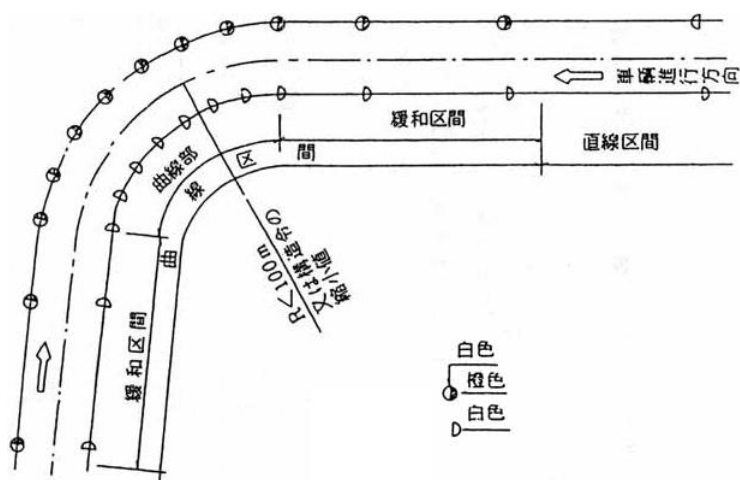 車輌進行方向
緩和区間
直線区間
曲線部
曲線区間
R<100m
又は構造令の
縮小値
緩和区間
白色
橙色
白色